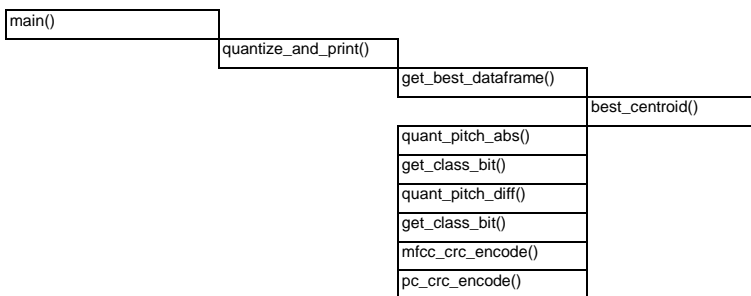 main()
quantize_and_print()
get_best_dataframe()
best_centroid()
quant_pitch_abs()
get_class_bit()
quant_pitch_diff()
get_class_bit()
mfcc_crc_encode()
pc_crc_encode()